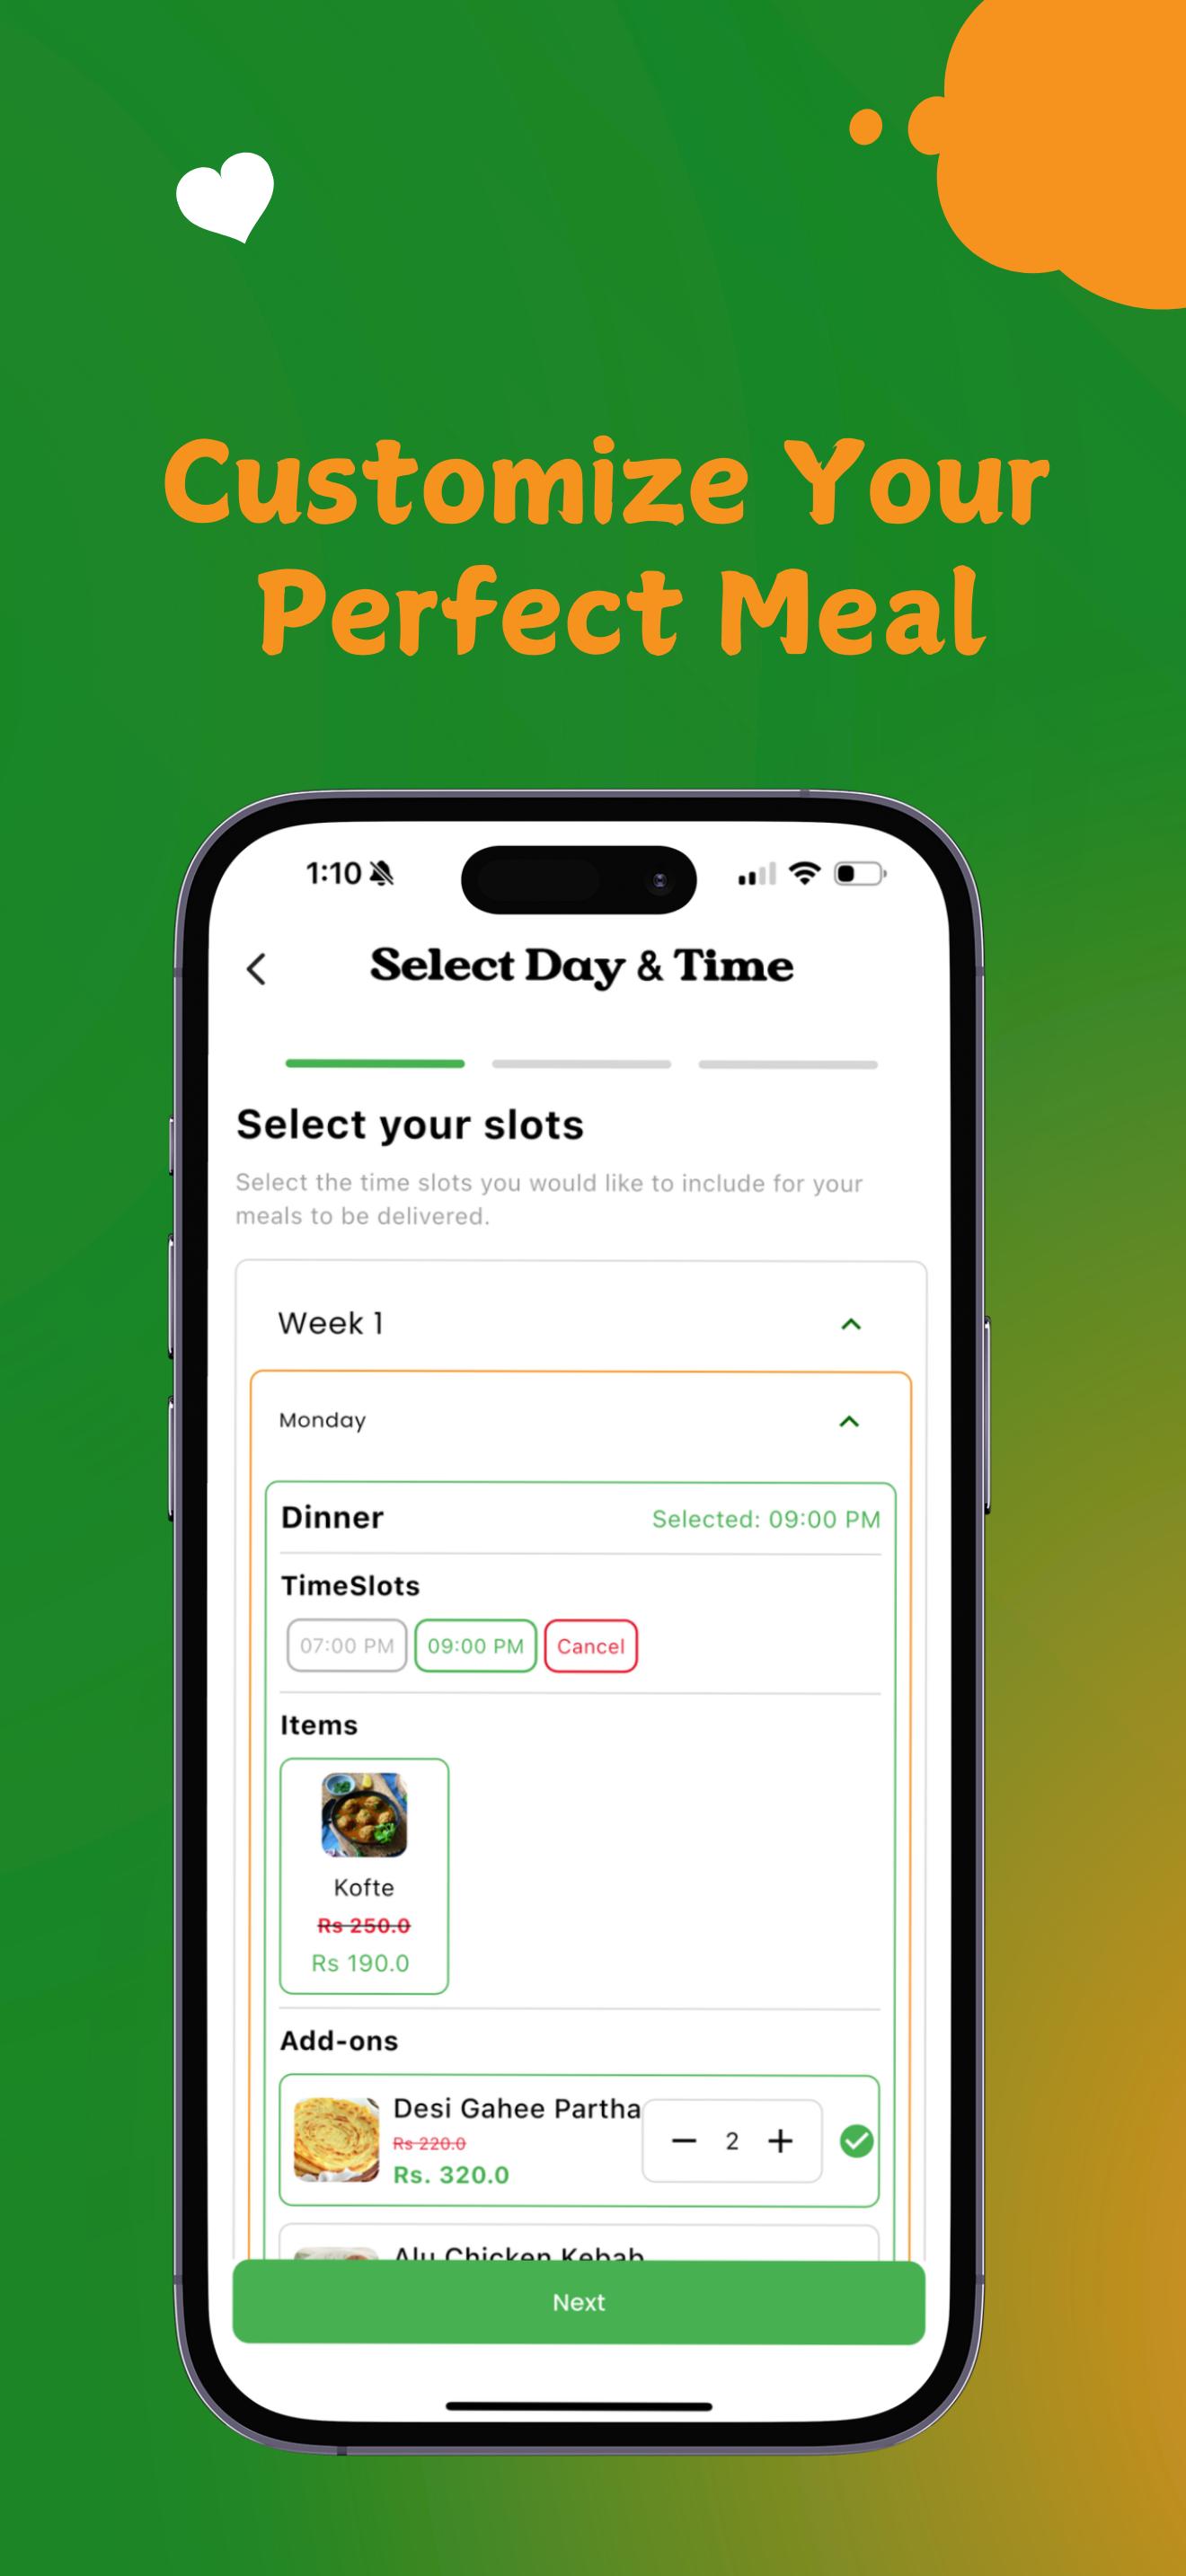 Customize Your
Perfect Meal
1:10
Select Day & Time
Select your slots
Select the time slots you would like to include for your
meals to be delivered.
Week 1
Monday
Dinner
Selected: 09:00 PM
TimeSlots
07:00 PM
09:00 PM
Cancel
Items
Kofte
Rs 250.0
Rs 190.0
Add-ons
Desi Gahee Partha
Rs 220.0
Rs. 320.0
2
Alu Chicken Kebab
Next